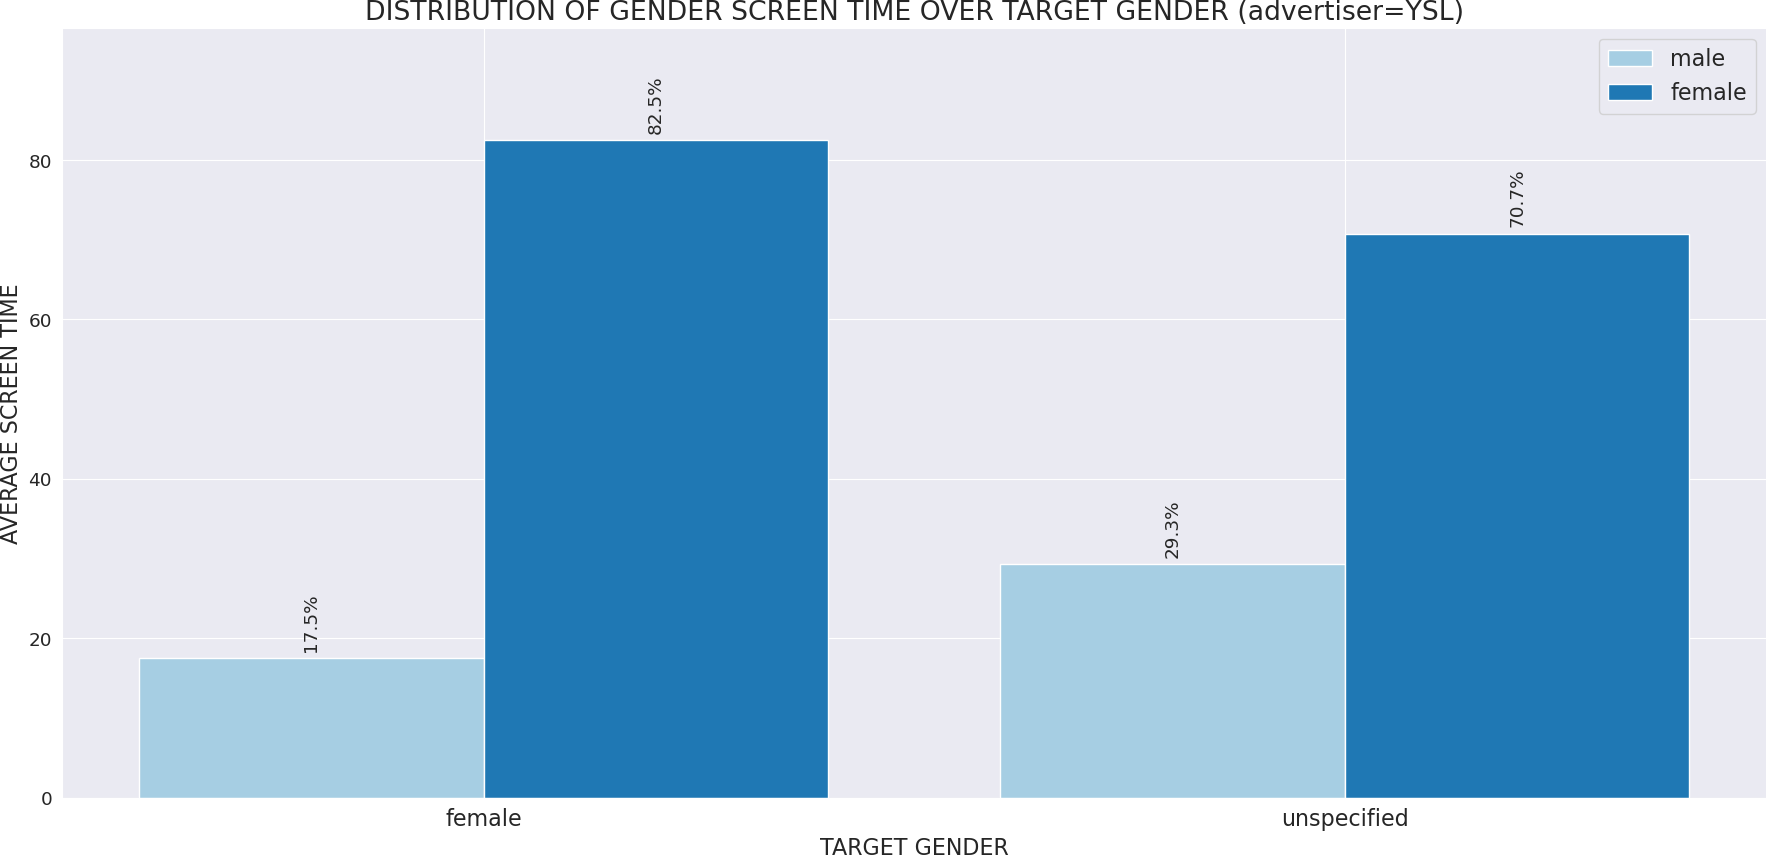 DISTRIBUTION OF GENDER SCREEN TIME OVER TARGET GENDER (advertiser=YSL)
male
female
82.5%
70.7%
29.3%
17.5%
80
60
40
20
0
AVERAGE SCREEN TIME
female
unspecified
TARGET GENDER